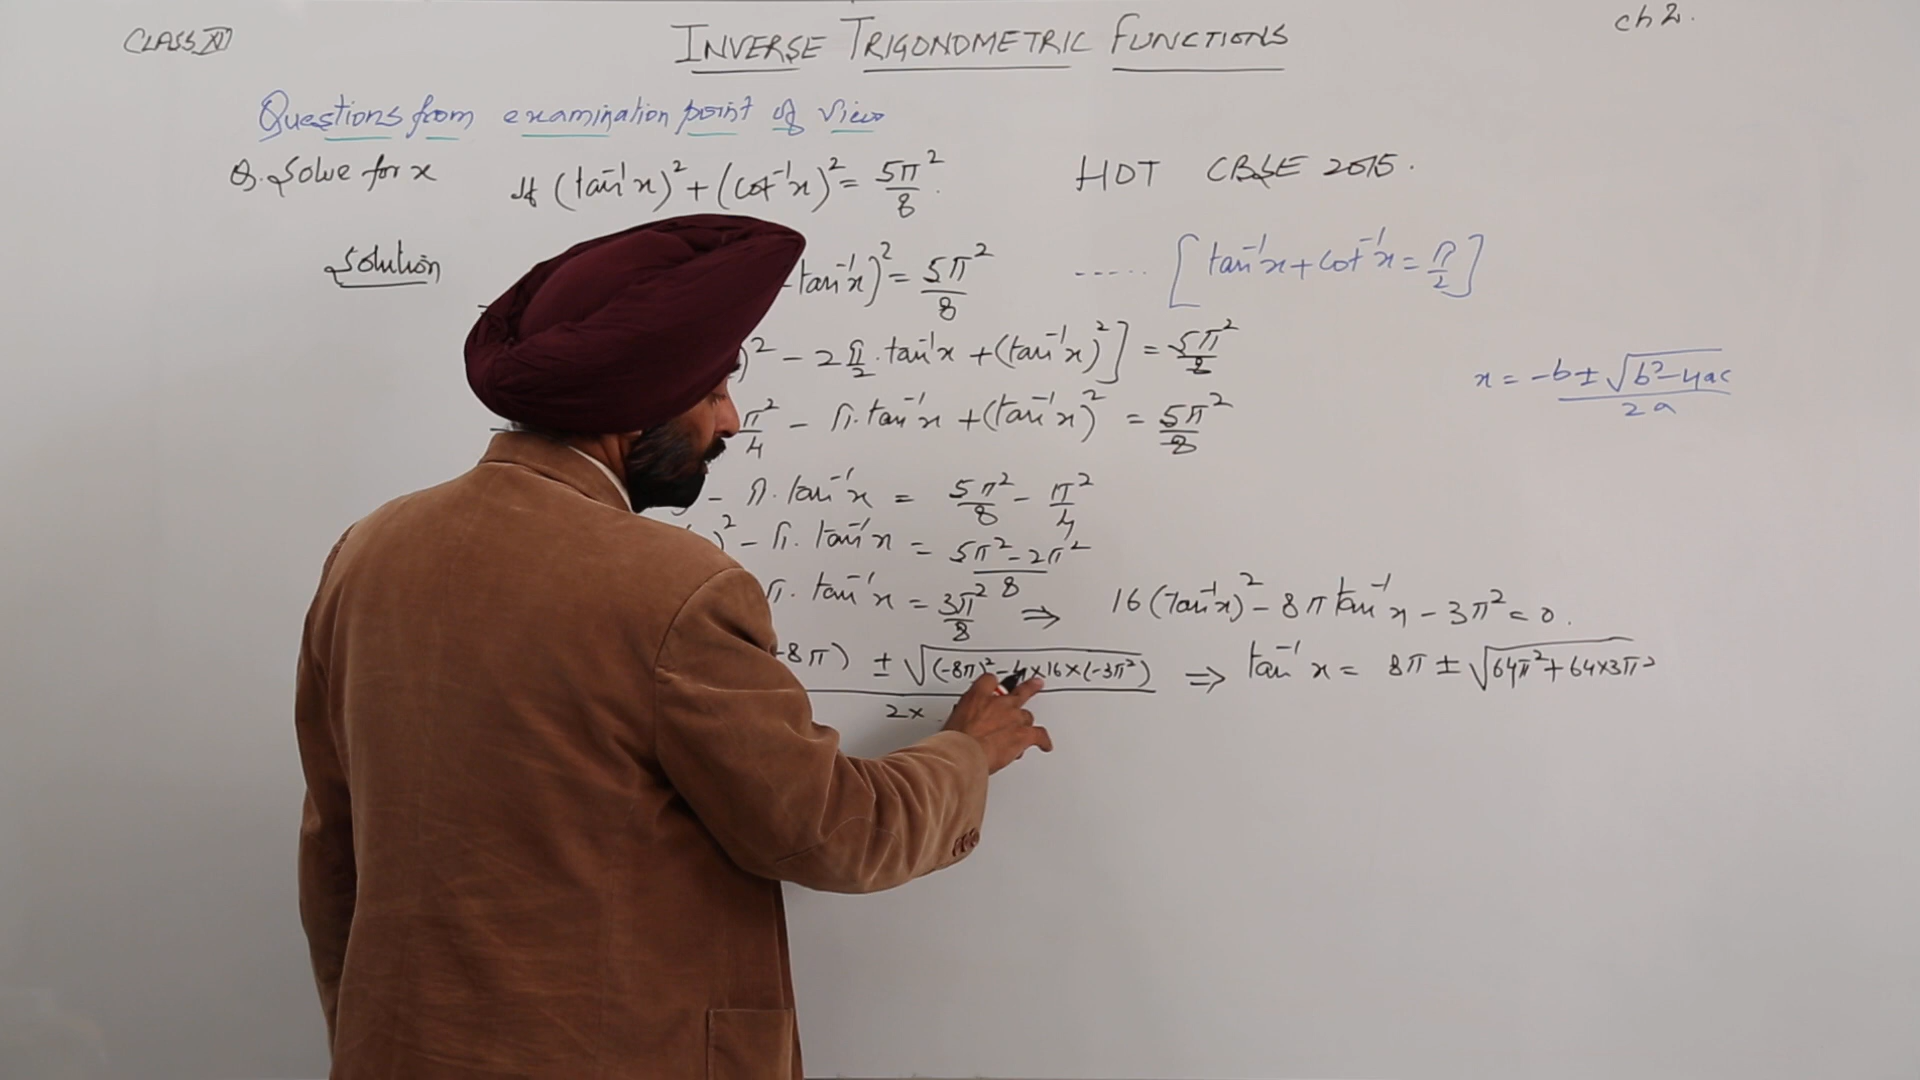 CLASS XII
INVERSE TRIGONOMETRIC FUNCTIONS
ch 2.
Questions from examination point of View
Q. Solve for x If (tan⁻¹x)² + (cot⁻¹x)² = 5π²/8.
HOT CBSE 2015.
Solution
tan⁻¹x)² = 5π²/8 ----- [tan⁻¹x + cot⁻¹x = π/2]
)² - 2 π/2 . tan⁻¹x + (tan⁻¹x)²] = 5π²/8
x = -b ± √(b² - 4ac) / 2a
π²/4 - π. tan⁻¹x + (tan⁻¹x)² = 5π²/8
- π. tan⁻¹x = 5π²/8 - π²/4
)² - π. tan⁻¹x = 5π² - 2π²/8
π. tan⁻¹x = 3π²/8 ⇒ 16(tan⁻¹x)² - 8π tan⁻¹x - 3π² = 0.
-8π) ± √((-8π)² - 4×16×(-3π²)) / 2× ⇒ tan⁻¹x = 8π ± √(64π² + 64×3π²)